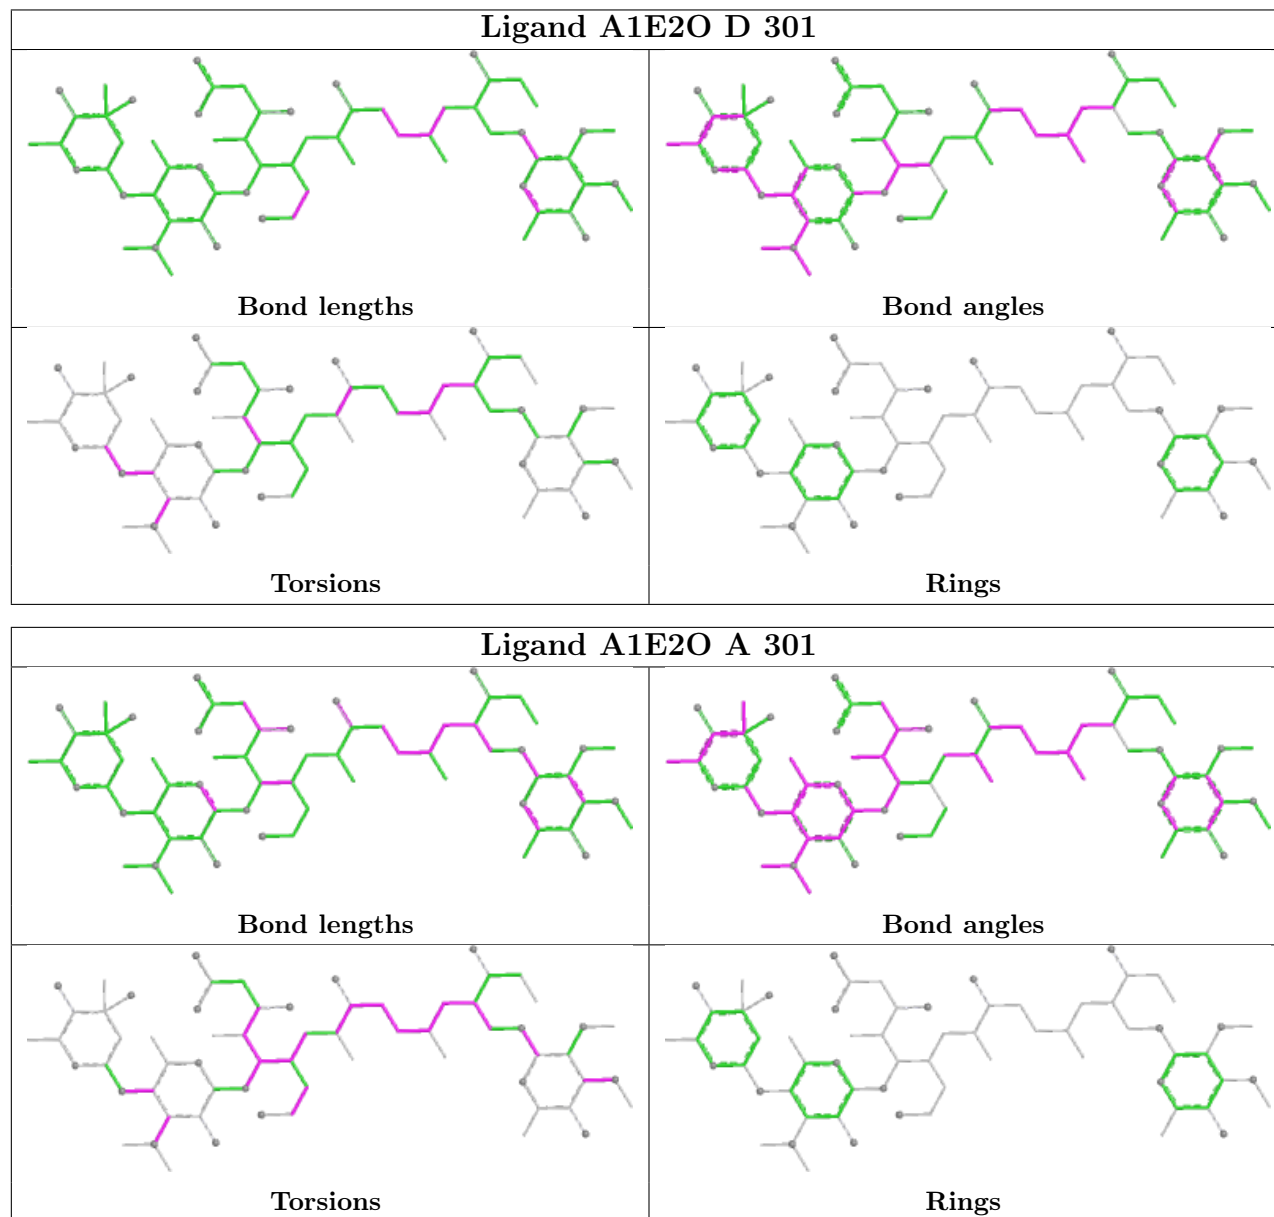 Ligand A1E2O D 301
Bond lengths
Bond angles
Torsions
Rings
Ligand A1E2O A 301
Bond lengths
Bond angles
Torsions
Rings